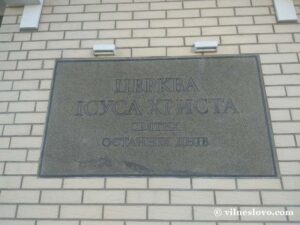 ЦЕРКВА
ІСУСА ХРИСТА
СВЯТИХ
ОСТАННІХ ДНІВ
© vilneslovo.com